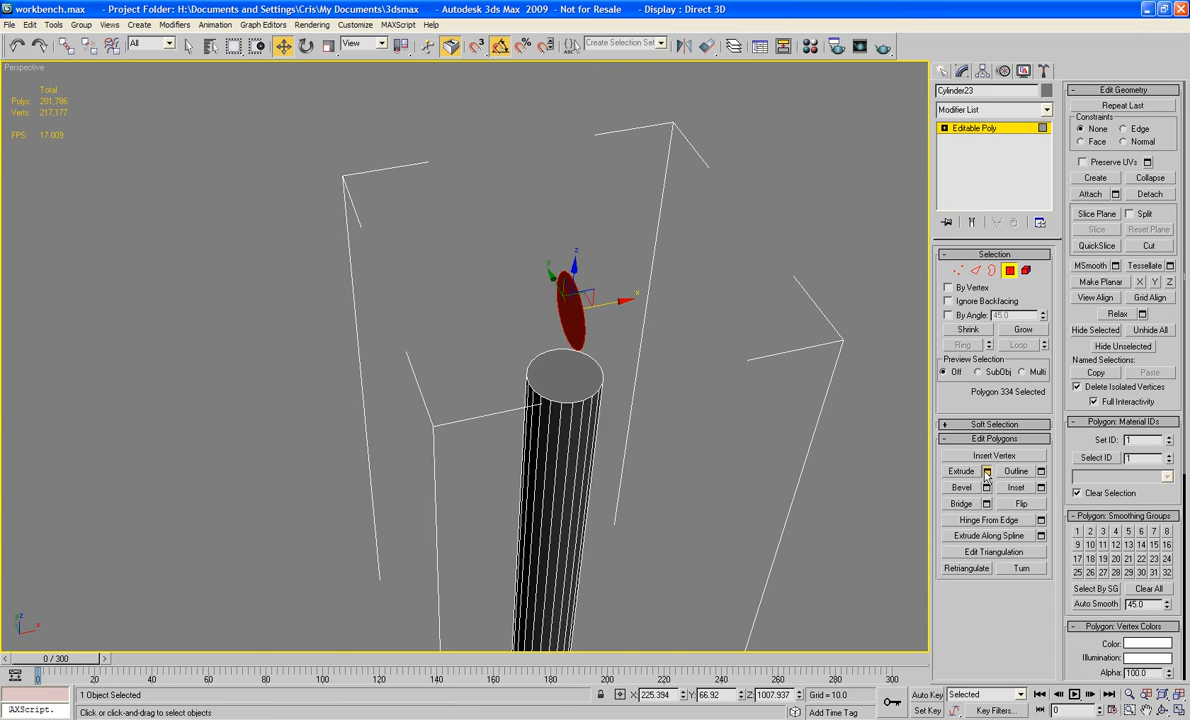 workbench.max - Project Folder: H:\Documents and Settings\Cris\My Documents\3dsmax - Autodesk 3ds Max 2009 - Not for Resale - Display : Direct 3D
File Edit Tools Group Views Create Modifiers Animation Graph Editors Rendering Customize MAXScript Help
All View Create Selection Set
Perspective
Total
Polys: 201,786
Verts: 217,177
FPS: 17.009
z
y
x
z
x
Cylinder23
Modifier List
Editable Poly
- Selection
By Vertex
Ignore Backfacing
By Angle: 45.0
Shrink Grow
Ring Loop
Preview Selection
Off SubObj Multi
Polygon 334 Selected
+ Soft Selection
- Edit Polygons
Insert Vertex
Extrude Outline
Bevel Inset
Bridge Flip
Hinge From Edge
Extrude Along Spline
Edit Triangulation
Retriangulate Turn
- Edit Geometry
Repeat Last
Constraints
None Edge
Face Normal
Preserve UVs
Create Collapse
Attach Detach
Slice Plane Split
Slice Reset Plane
QuickSlice Cut
MSmooth Tessellate
Make Planar X Y Z
View Align Grid Align
Relax
Hide Selected Unhide All
Hide Unselected
Named Selections:
Copy Paste
Delete Isolated Vertices
Full Interactivity
- Polygon: Material IDs
Set ID: 1
Select ID 1
Clear Selection
- Polygon: Smoothing Groups
1 2 3 4 5 6 7 8
9 10 11 12 13 14 15 16
17 18 19 20 21 22 23 24
25 26 27 28 29 30 31 32
Select By SG Clear All
Auto Smooth 45.0
- Polygon: Vertex Colors
Color:
Illumination:
Alpha: 100.0
< 0 / 300 >
0 20 40 60 80 100 120 140 160 180 200 220 240 260 280 300
1 Object Selected X: 225.394 Y: 66.92 Z: 1007.937 Grid = 10.0 Auto Key Selected
AXScript. Click or click-and-drag to select objects Add Time Tag Set Key Key Filters... 0